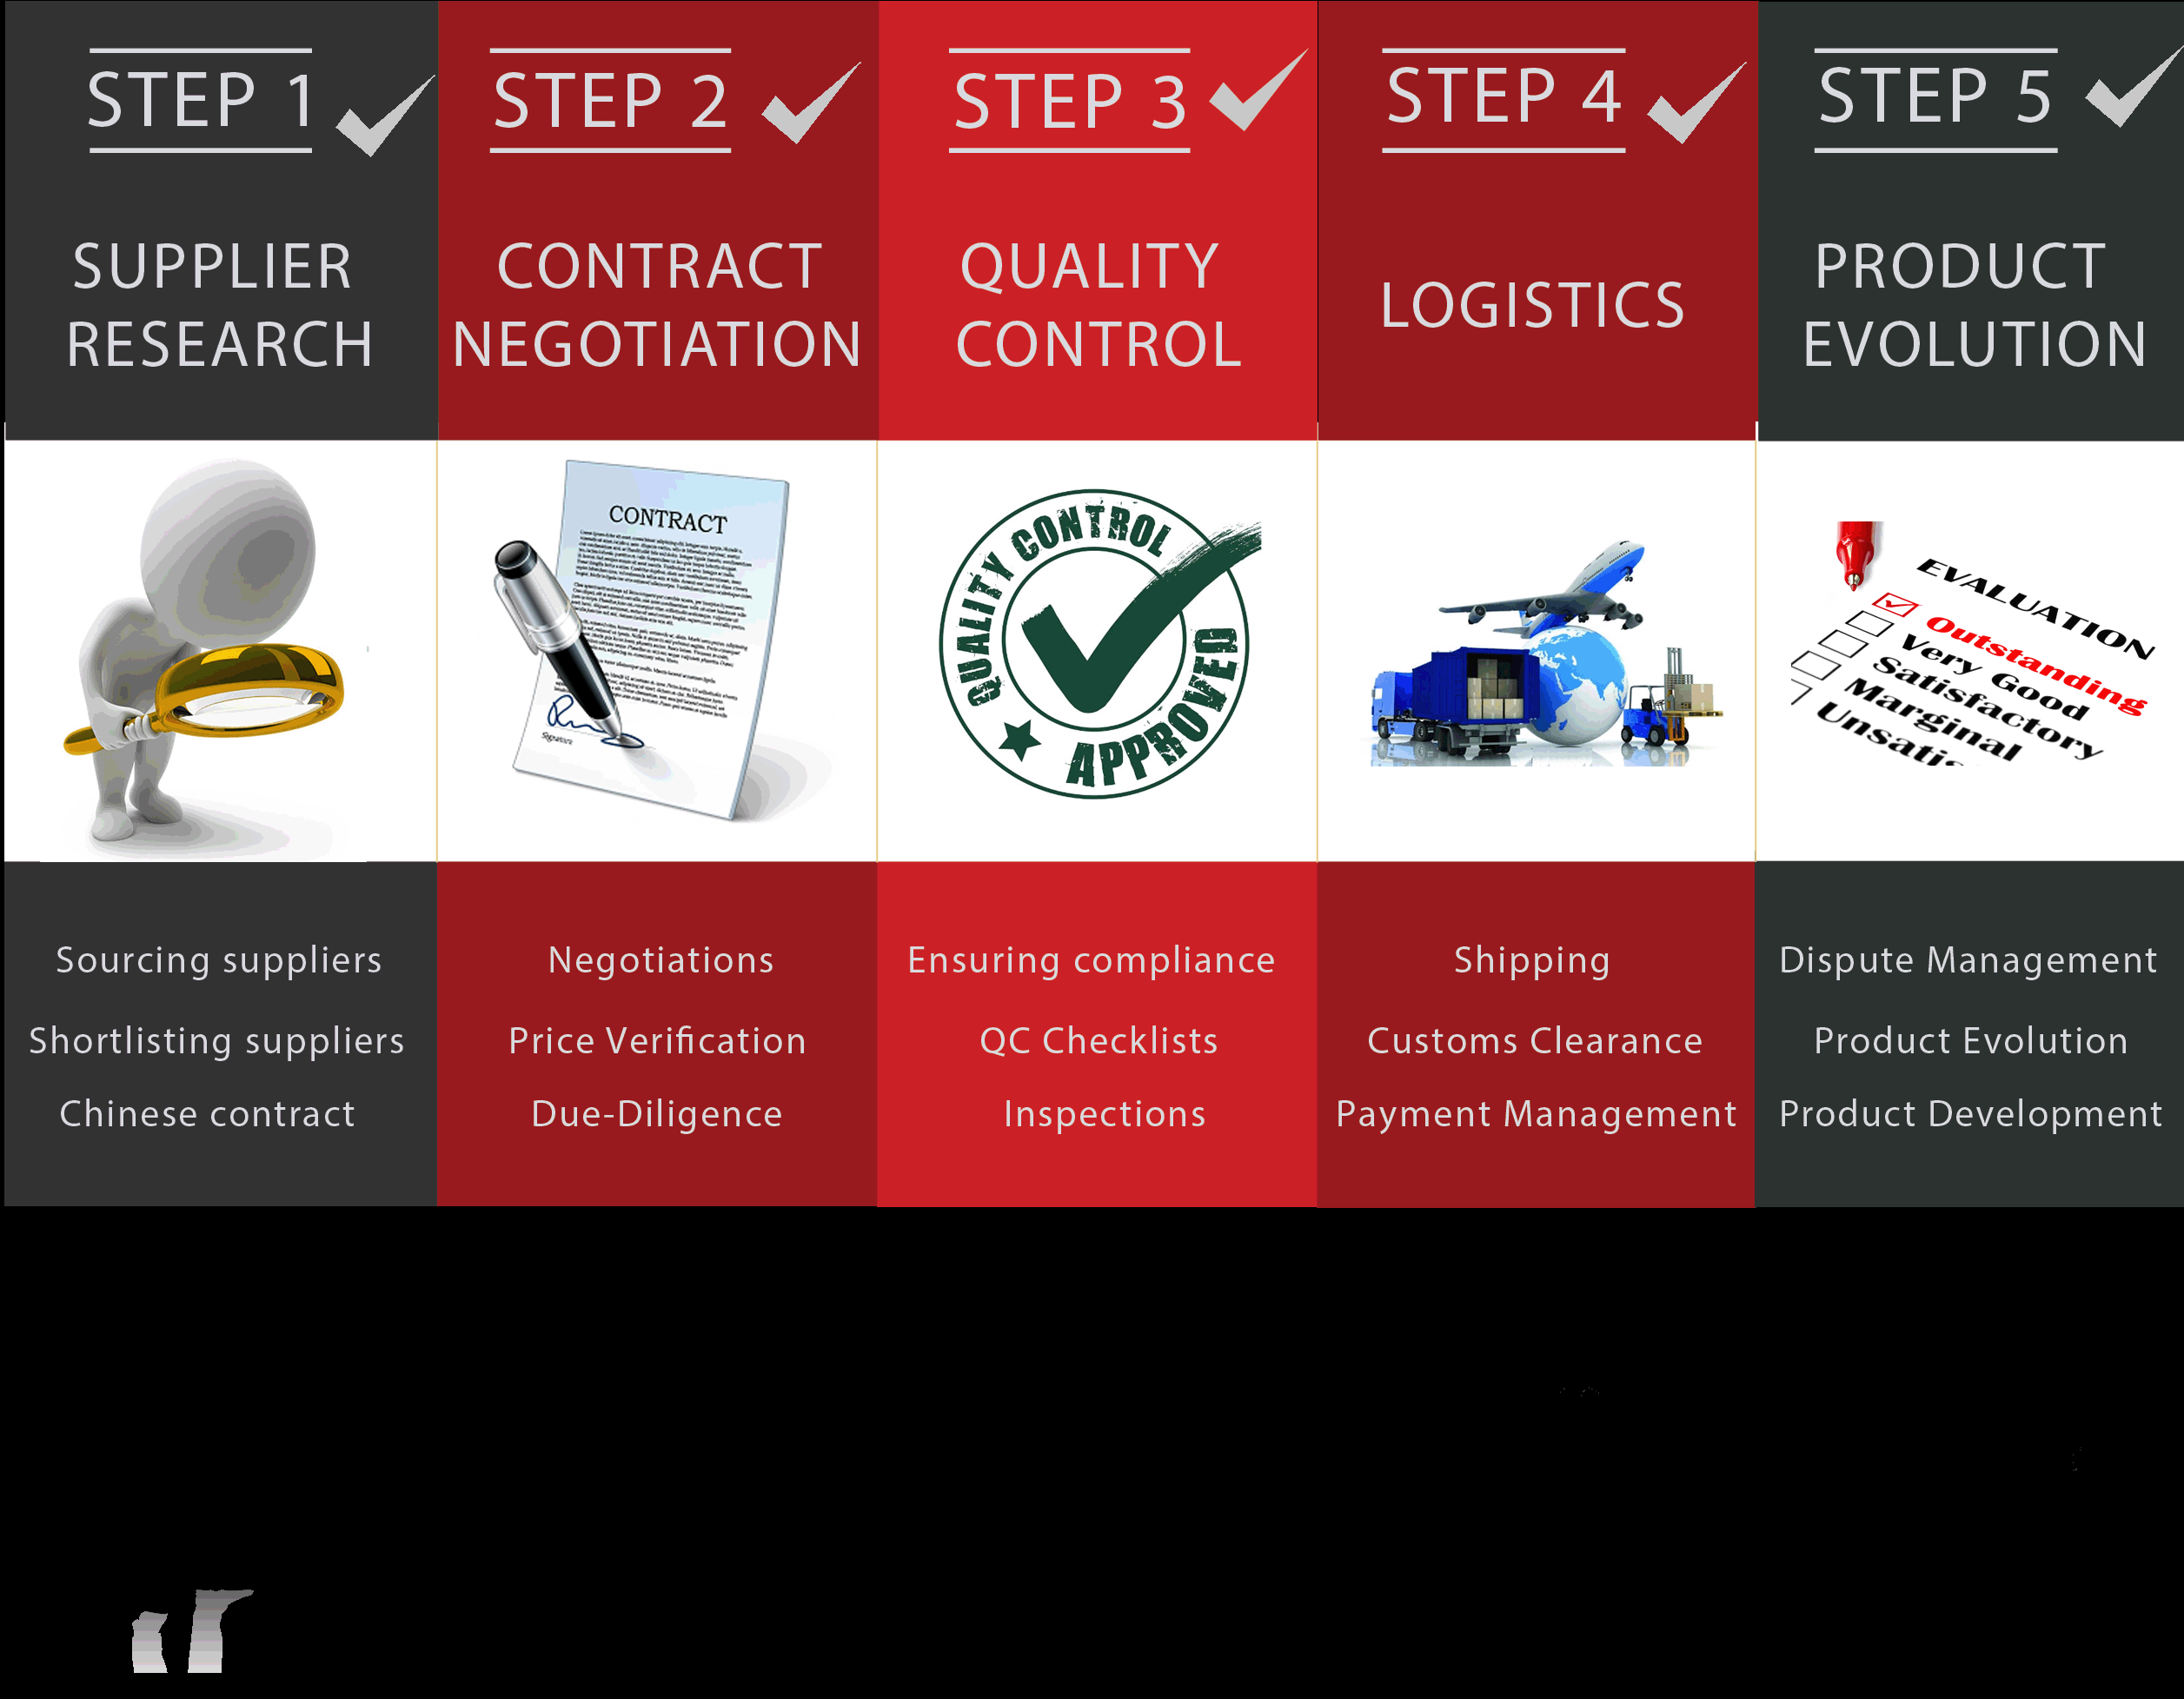 STEP 1
SUPPLIER
RESEARCH
Sourcing suppliers
Shortlisting suppliers
Chinese contract
STEP 2
CONTRACT
NEGOTIATION
CONTRACT
Signature
Negotiations
Price Verification
Due-Diligence
STEP 3
QUALITY
CONTROL
QUALITY CONTROL
APPROVED
Ensuring compliance
QC Checklists
Inspections
STEP 4
LOGISTICS
Shipping
Customs Clearance
Payment Management
STEP 5
PRODUCT
EVOLUTION
EVALUATION
Outstanding
Very Good
Satisfactory
Marginal
Unsatis
Dispute Management
Product Evolution
Product Development